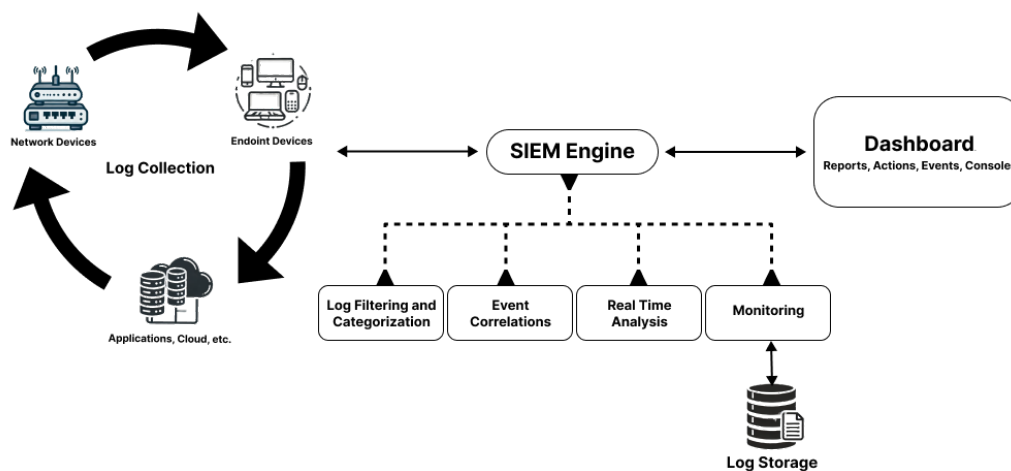 Network Devices
Endoint Devices
Log Collection
Applications, Cloud, etc.
SIEM Engine
Dashboard
Reports, Actions, Events, Console
Log Filtering and
Categorization
Event
Correlations
Real Time
Analysis
Monitoring
Log Storage